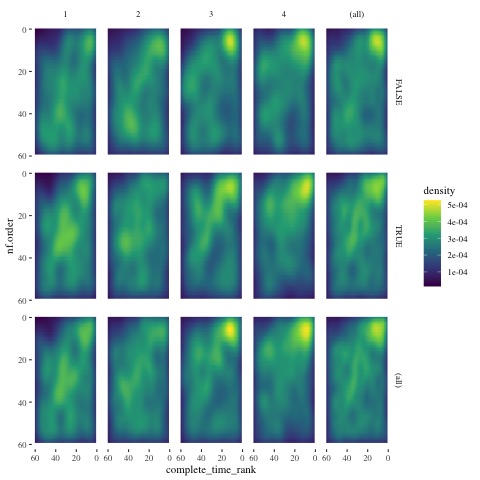 1 2 3 4 (all)
0
20
40
60
FALSE
0
20
40
60
TRUE
0
20
40
60
(all)
nf.order
60 40 20 0 60 40 20 0 60 40 20 0 60 40 20 0 60 40 20 0
complete_time_rank
density
5e-04
4e-04
3e-04
2e-04
1e-04